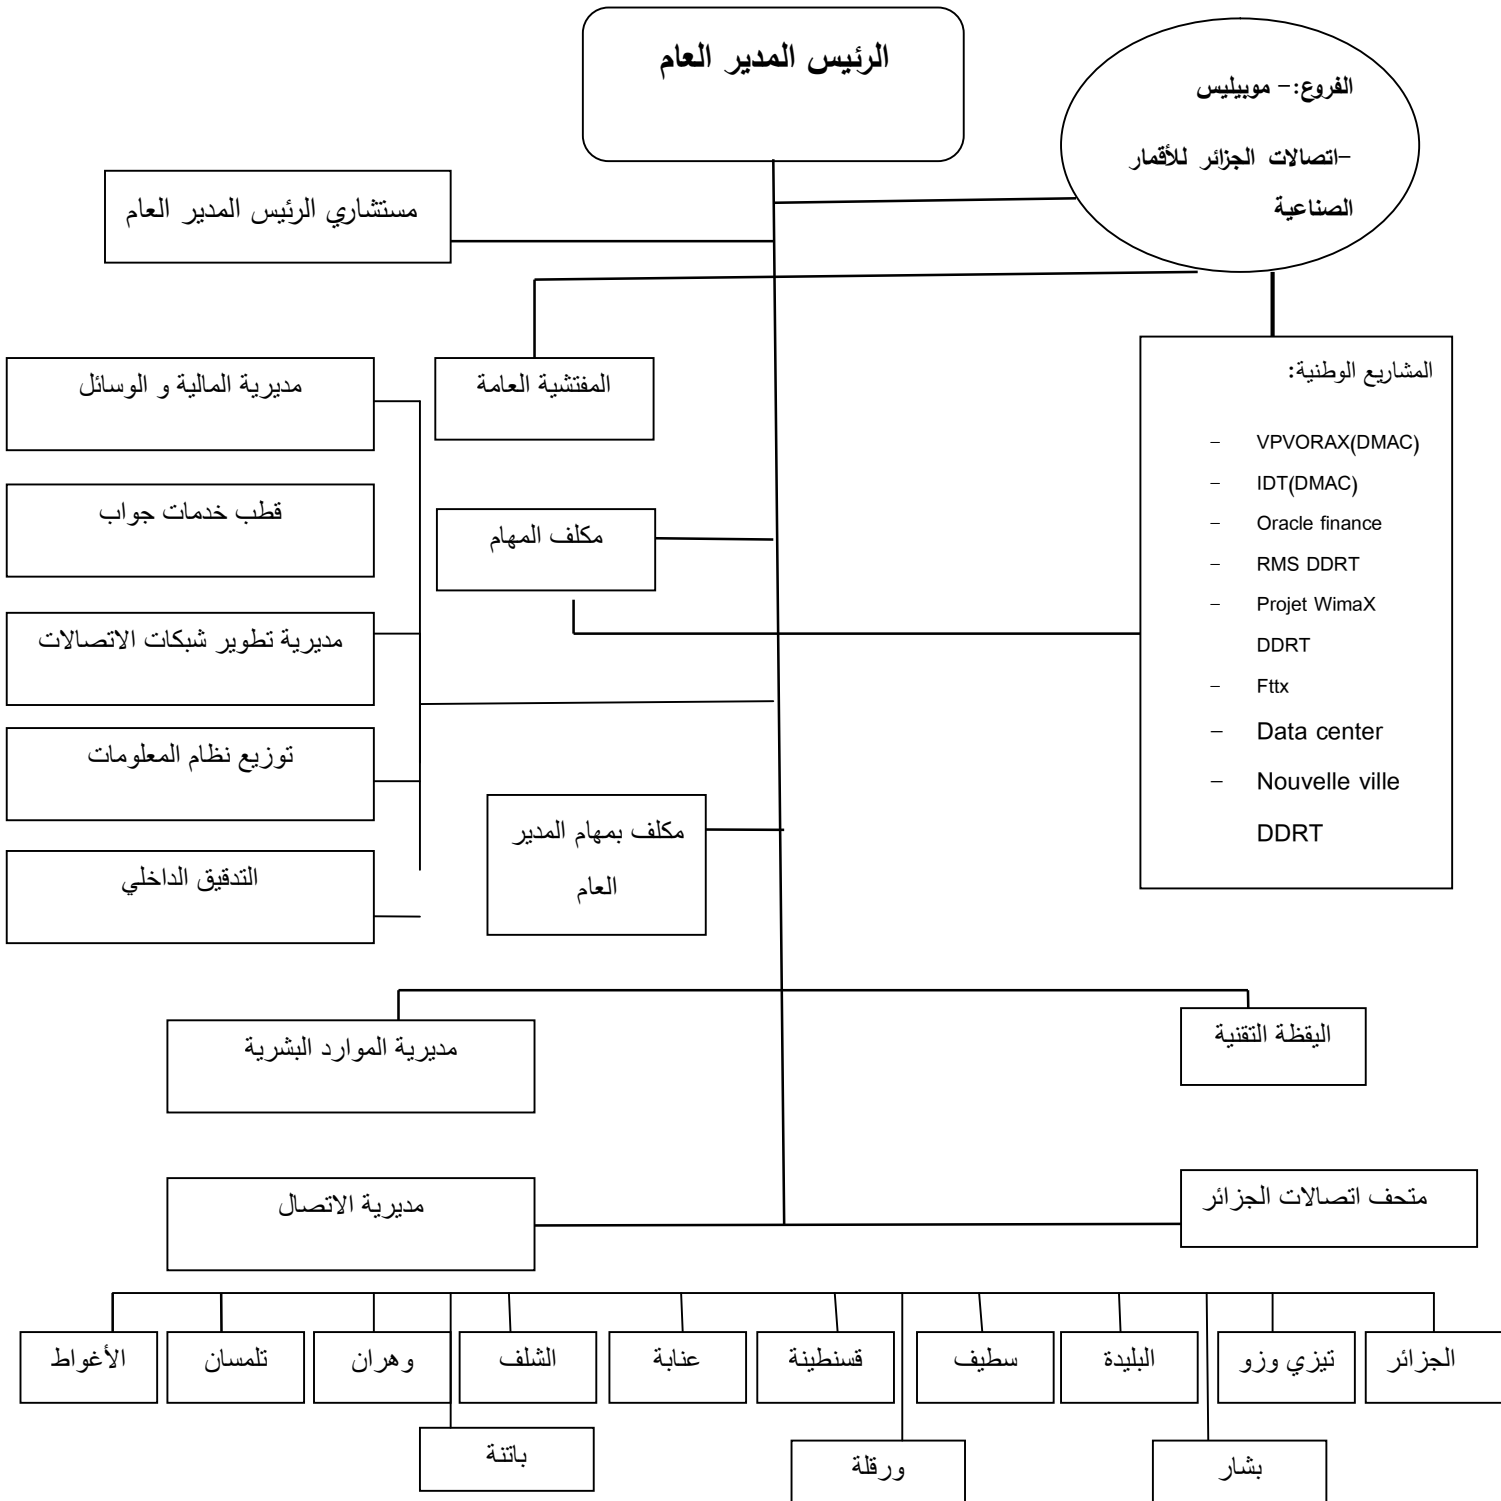 الرئيس المدير العام
الفروع:- موبيليس
-اتصالات الجزائر للأقمار
الصناعية
مستشاري الرئيس المدير العام
المشاريع الوطنية:
- VPVORAX(DMAC)
- IDT(DMAC)
- Oracle finance
- RMS DDRT
- Projet WimaX
DDRT
- Fttx
- Data center
- Nouvelle ville
DDRT
المفتشية العامة
مديرية المالية و الوسائل
مكلف المهام
قطب خدمات جواب
مديرية تطوير شبكات الاتصالات
توزيع نظام المعلومات
مكلف بمهام المدير
العام
التدقيق الداخلي
اليقظة التقنية
مديرية الموارد البشرية
متحف اتصالات الجزائر
مديرية الاتصال
الجزائر
تيزي وزو
البليدة
سطيف
قسنطينة
عنابة
الشلف
وهران
تلمسان
الأغواط
بشار
ورقلة
باتنة